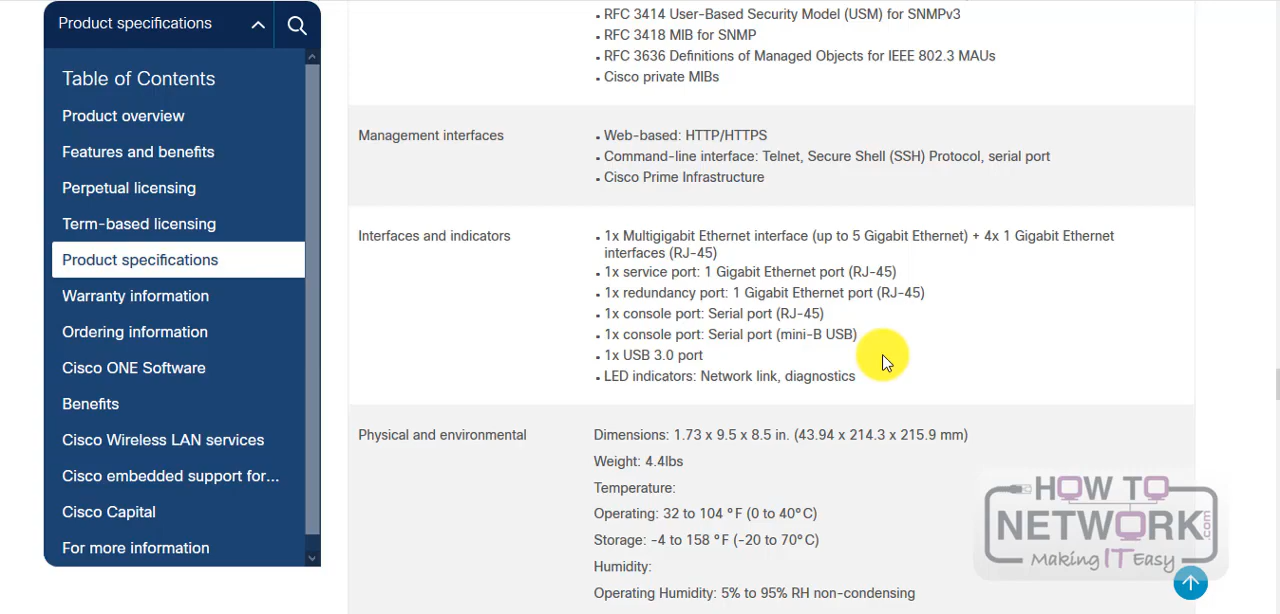 Product specifications
Table of Contents
Product overview
Features and benefits
Perpetual licensing
Term-based licensing
Product specifications
Warranty information
Ordering information
Cisco ONE Software
Benefits
Cisco Wireless LAN services
Cisco embedded support for...
Cisco Capital
For more information
• RFC 3414 User-Based Security Model (USM) for SNMPv3
• RFC 3418 MIB for SNMP
• RFC 3636 Definitions of Managed Objects for IEEE 802.3 MAUs
• Cisco private MIBs
Management interfaces
• Web-based: HTTP/HTTPS
• Command-line interface: Telnet, Secure Shell (SSH) Protocol, serial port
• Cisco Prime Infrastructure
Interfaces and indicators
• 1x Multigigabit Ethernet interface (up to 5 Gigabit Ethernet) + 4x 1 Gigabit Ethernet
interfaces (RJ-45)
• 1x service port: 1 Gigabit Ethernet port (RJ-45)
• 1x redundancy port: 1 Gigabit Ethernet port (RJ-45)
• 1x console port: Serial port (RJ-45)
• 1x console port: Serial port (mini-B USB)
• 1x USB 3.0 port
• LED indicators: Network link, diagnostics
Physical and environmental
Dimensions: 1.73 x 9.5 x 8.5 in. (43.94 x 214.3 x 215.9 mm)
Weight: 4.4lbs
Temperature:
Operating: 32 to 104 °F (0 to 40°C)
Storage: -4 to 158 °F (-20 to 70°C)
Humidity:
Operating Humidity: 5% to 95% RH non-condensing
HOW TO
NETWORK.com
Making IT Easy